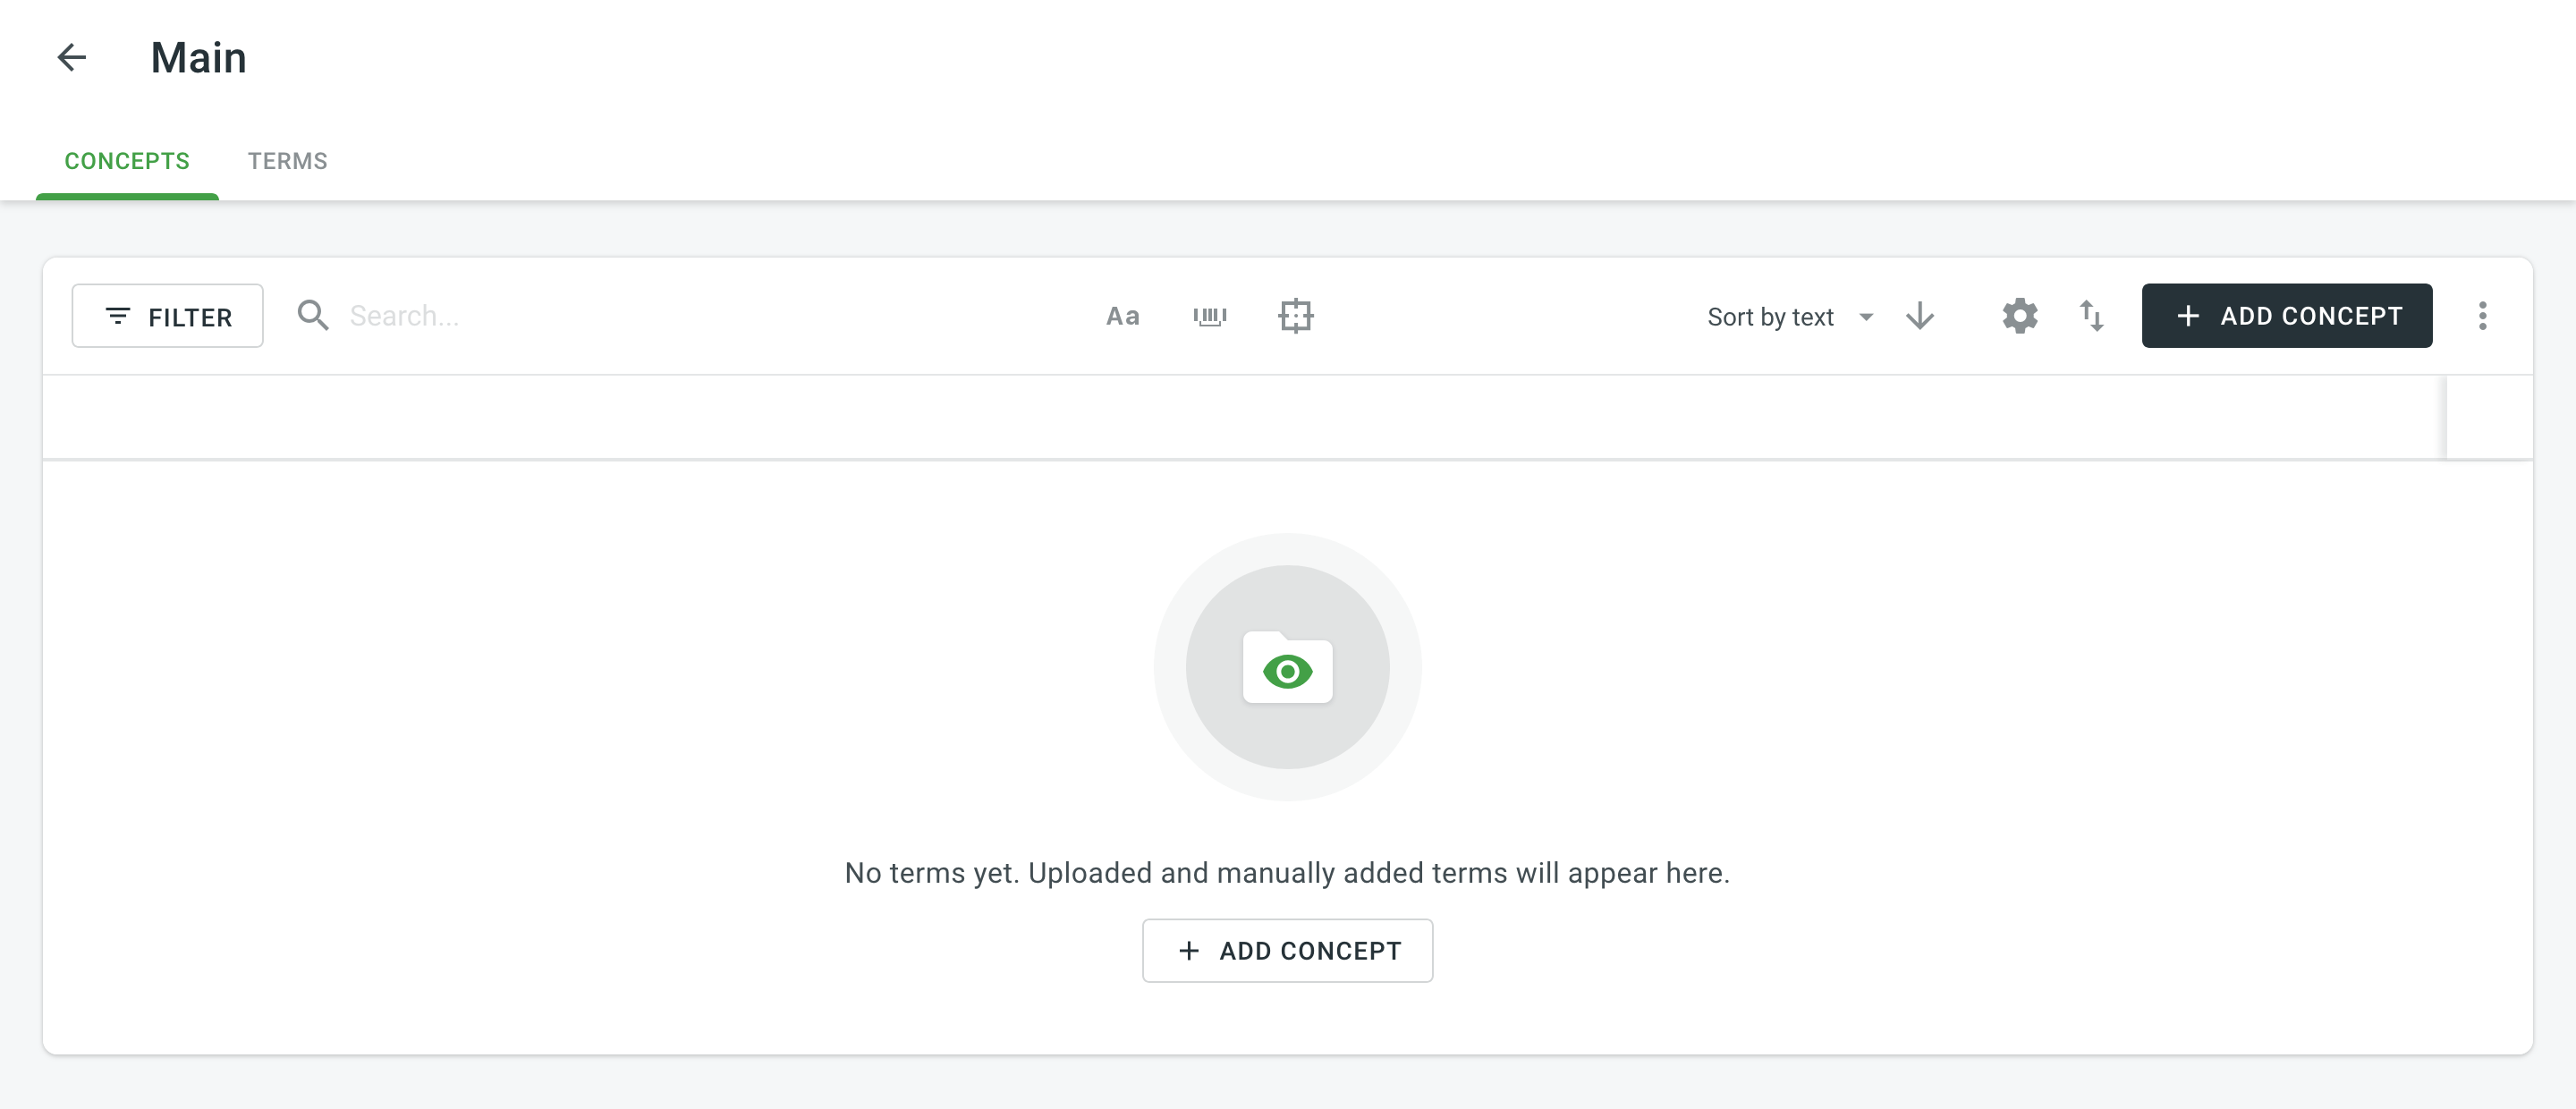 Main
CONCEPTS TERMS
FILTER Search... Aa Sort by text ADD CONCEPT
No terms yet. Uploaded and manually added terms will appear here.
ADD CONCEPT